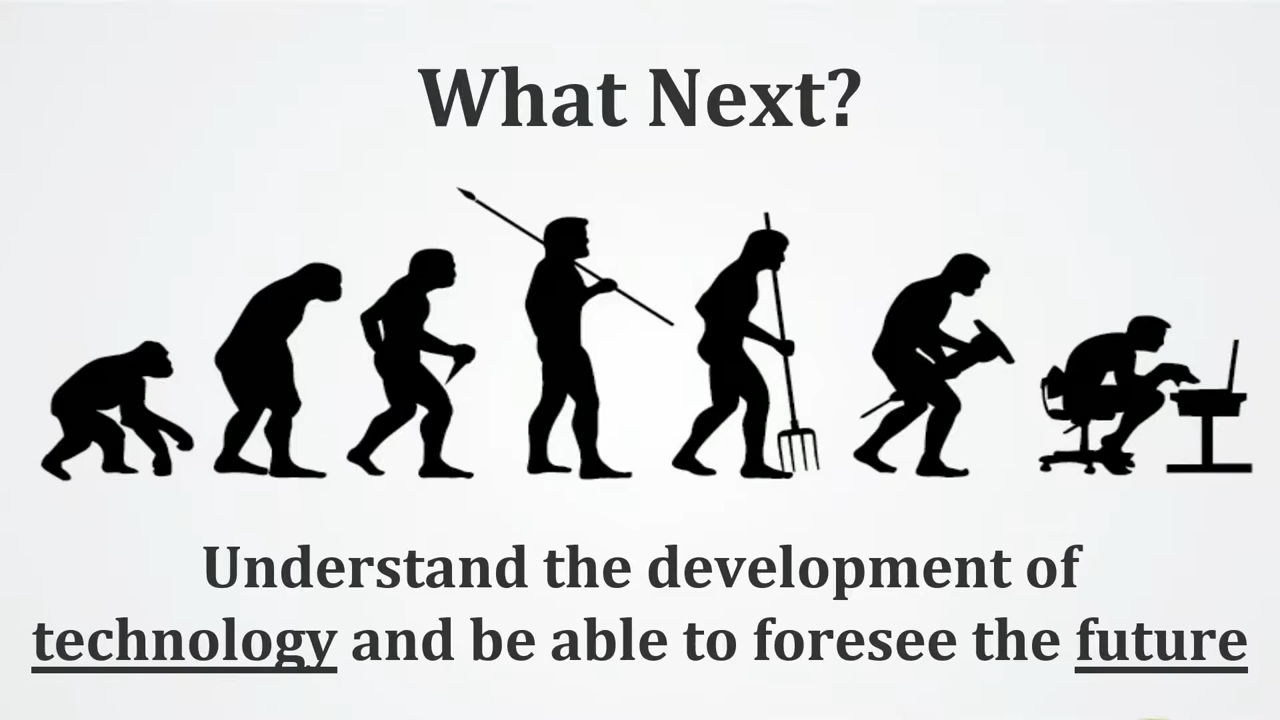 What Next?
Understand the development of
technology and be able to foresee the future